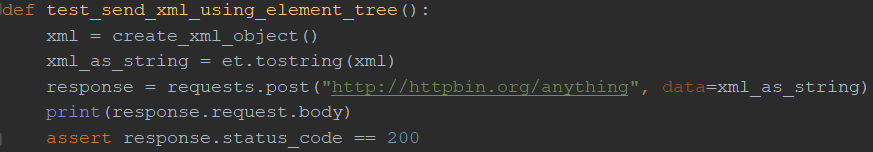 def test_send_xml_using_element_tree():
    xml = create_xml_object()
    xml_as_string = et.tostring(xml)
    response = requests.post("http://httpbin.org/anything", data=xml_as_string)
    print(response.request.body)
    assert response.status_code == 200